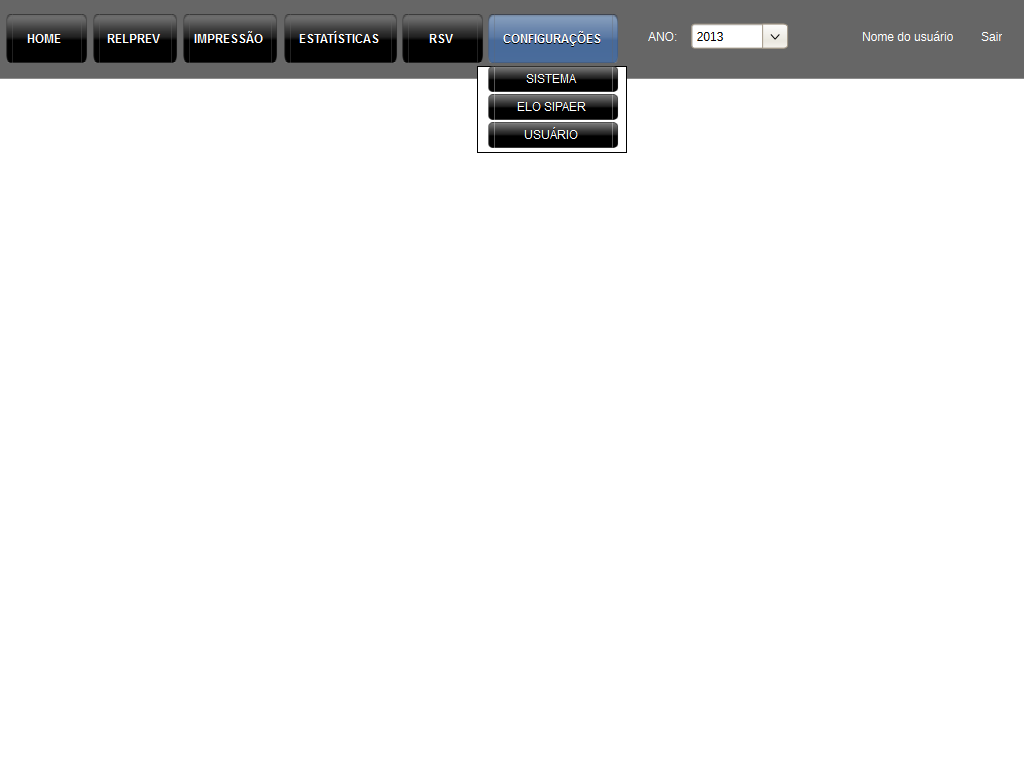 HOME RELPREV IMPRESSÃO ESTATÍSTICAS RSV CONFIGURAÇÕES ANO: 2013 Nome do usuário Sair
SISTEMA
ELO SIPAER
USUÁRIO